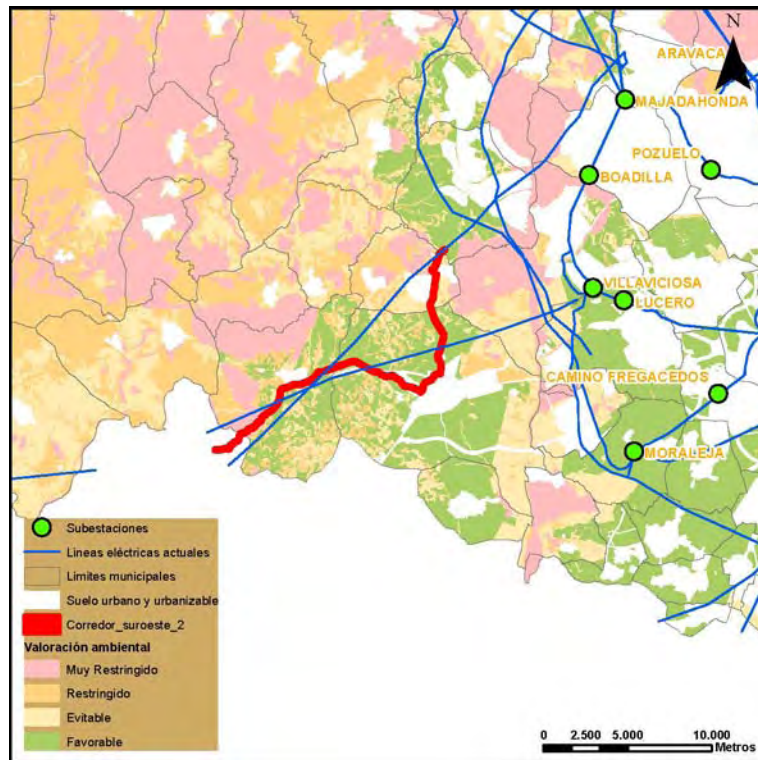 N
ARAVACA
MAJADAHONDA
POZUELO
BOADILLA
VILLAVICIOSA
LUCERO
CAMINO FREGACEDOS
MORALEJA
Subestaciones
Lineas eléctricas actuales
Limites municipales
Suelo urbano y urbanizable
Corredor_suroeste_2
Valoración ambiental
Muy Restringido
Restringido
Evitable
Favorable
0 2.500 5.000 10.000
Metros